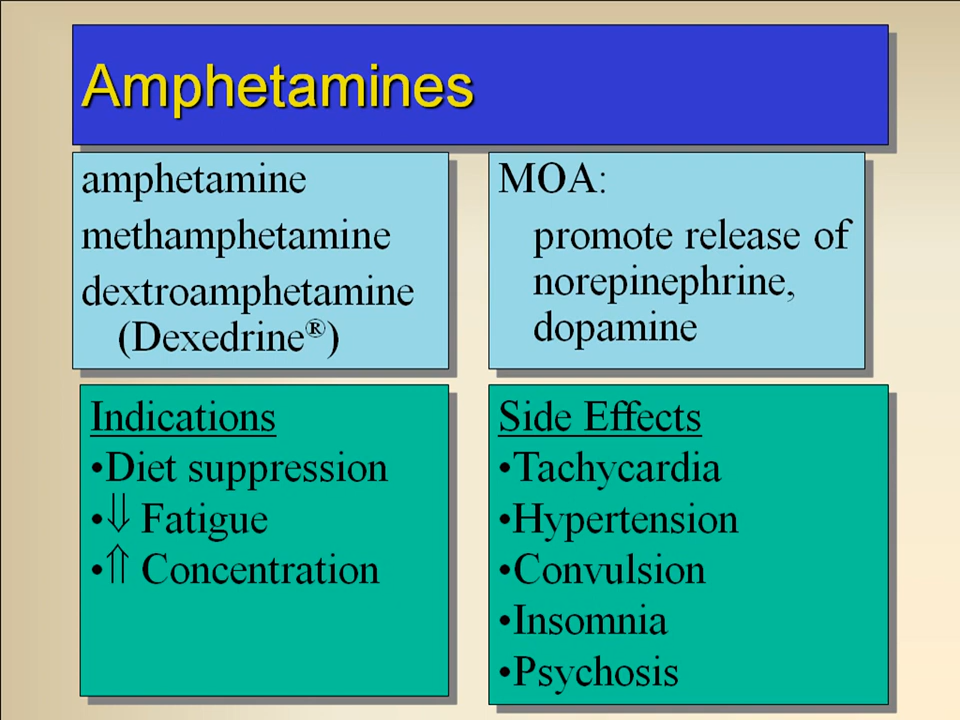 Amphetamines
amphetamine
methamphetamine
dextroamphetamine
(Dexedrine®)
MOA:
promote release of
norepinephrine,
dopamine
Indications
•Diet suppression
•⇓ Fatigue
•⇑ Concentration
Side Effects
•Tachycardia
•Hypertension
•Convulsion
•Insomnia
•Psychosis